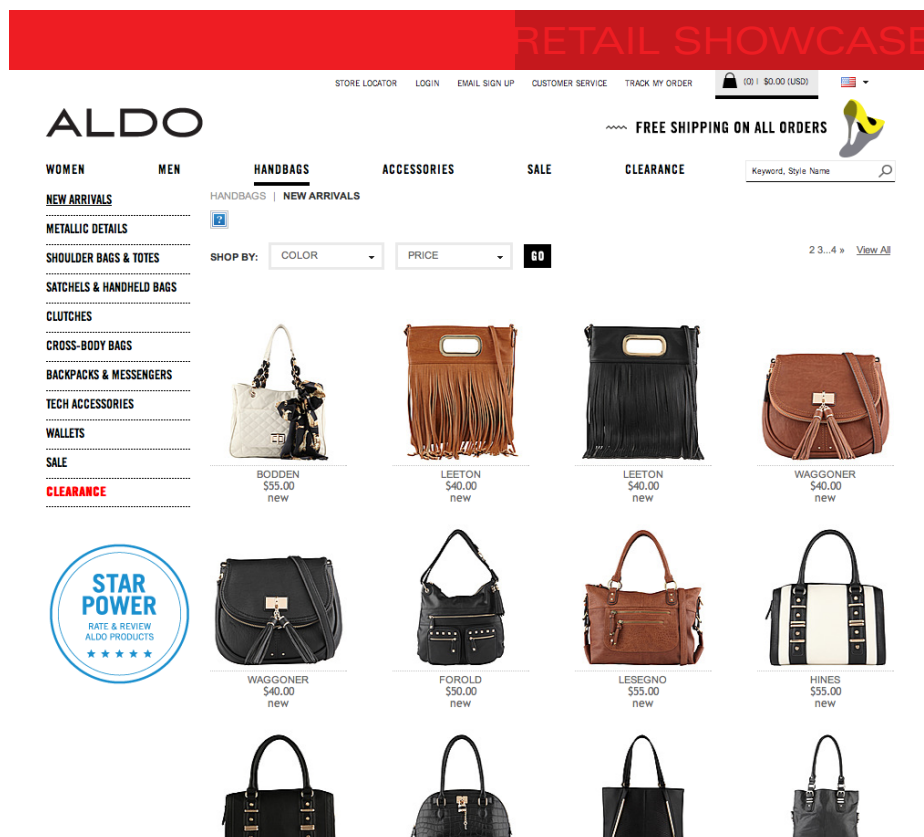 RETAIL SHOWCASE
STORE LOCATOR LOGIN EMAIL SIGN UP CUSTOMER SERVICE TRACK MY ORDER (0) | $0.00 (USD)
ALDO
FREE SHIPPING ON ALL ORDERS
WOMEN MEN HANDBAGS ACCESSORIES SALE CLEARANCE Keyword, Style Name
HANDBAGS | NEW ARRIVALS
?
SHOP BY: COLOR PRICE GO
2 3...4 » View All
NEW ARRIVALS
METALLIC DETAILS
SHOULDER BAGS & TOTES
SATCHELS & HANDHELD BAGS
CLUTCHES
CROSS-BODY BAGS
BACKPACKS & MESSENGERS
TECH ACCESSORIES
WALLETS
SALE
CLEARANCE
STAR
POWER
RATE & REVIEW
ALDO PRODUCTS
BODDEN
$55.00
new
LEETON
$40.00
new
LEETON
$40.00
new
WAGGONER
$40.00
new
WAGGONER
$40.00
new
FOROLD
$50.00
new
LESEGNO
$55.00
new
HINES
$55.00
new